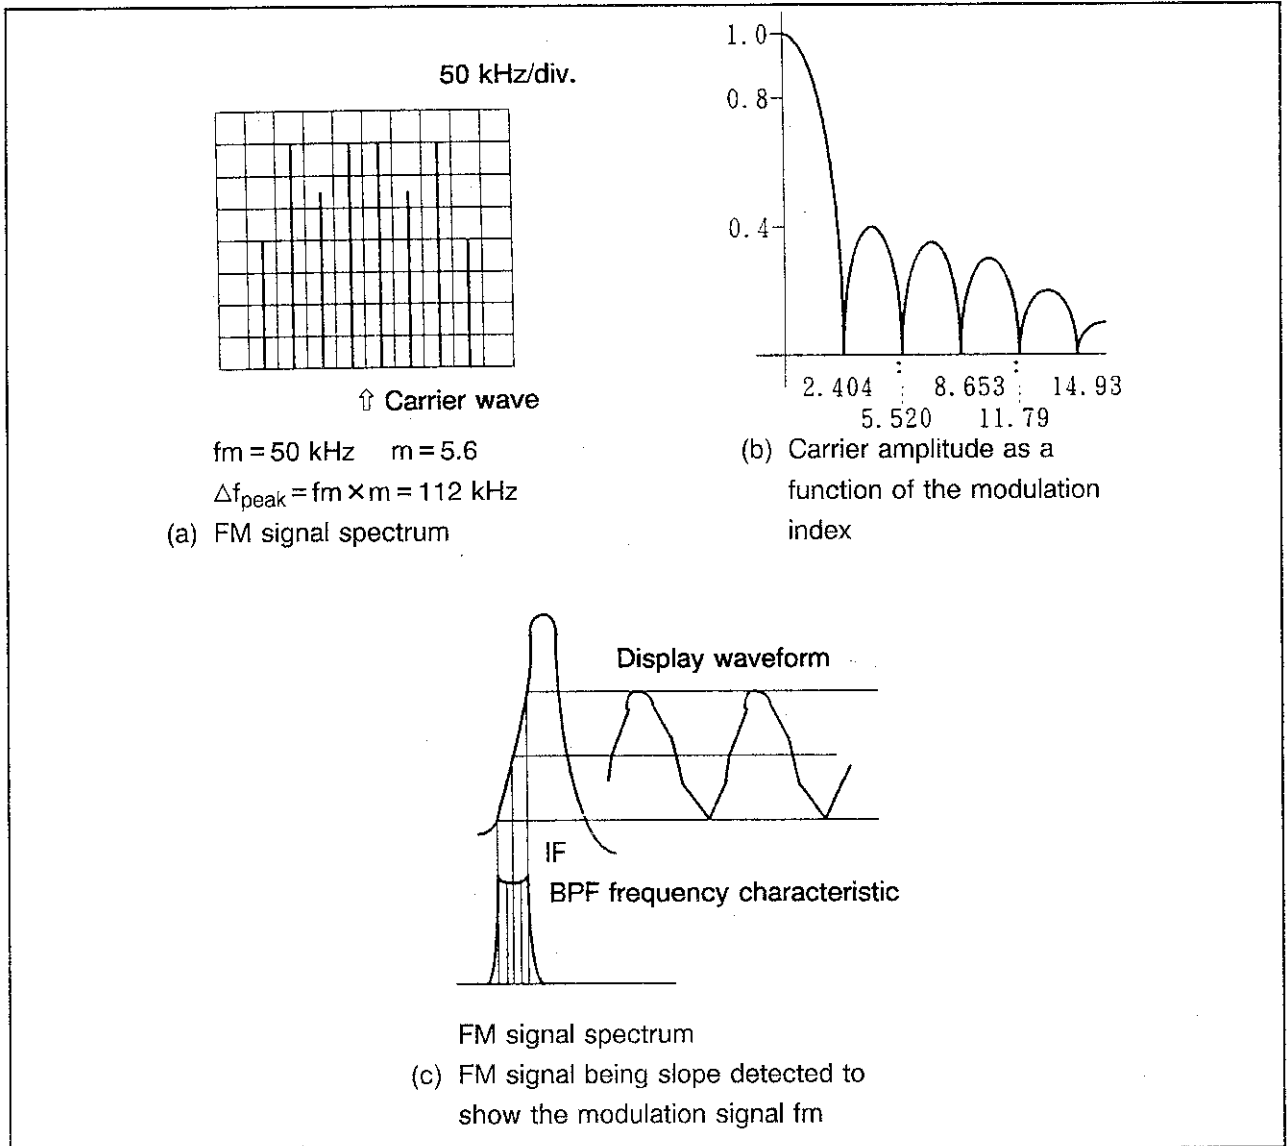 50 kHz/div.
⇧ Carrier wave
fm = 50 kHz m = 5.6
Δfpeak = fm × m = 112 kHz
(a) FM signal spectrum
1.0
0.8
0.4
2.404 8.653 14.93
5.520 11.79
(b) Carrier amplitude as a
function of the modulation
index
Display waveform
IF
BPF frequency characteristic
FM signal spectrum
(c) FM signal being slope detected to
show the modulation signal fm